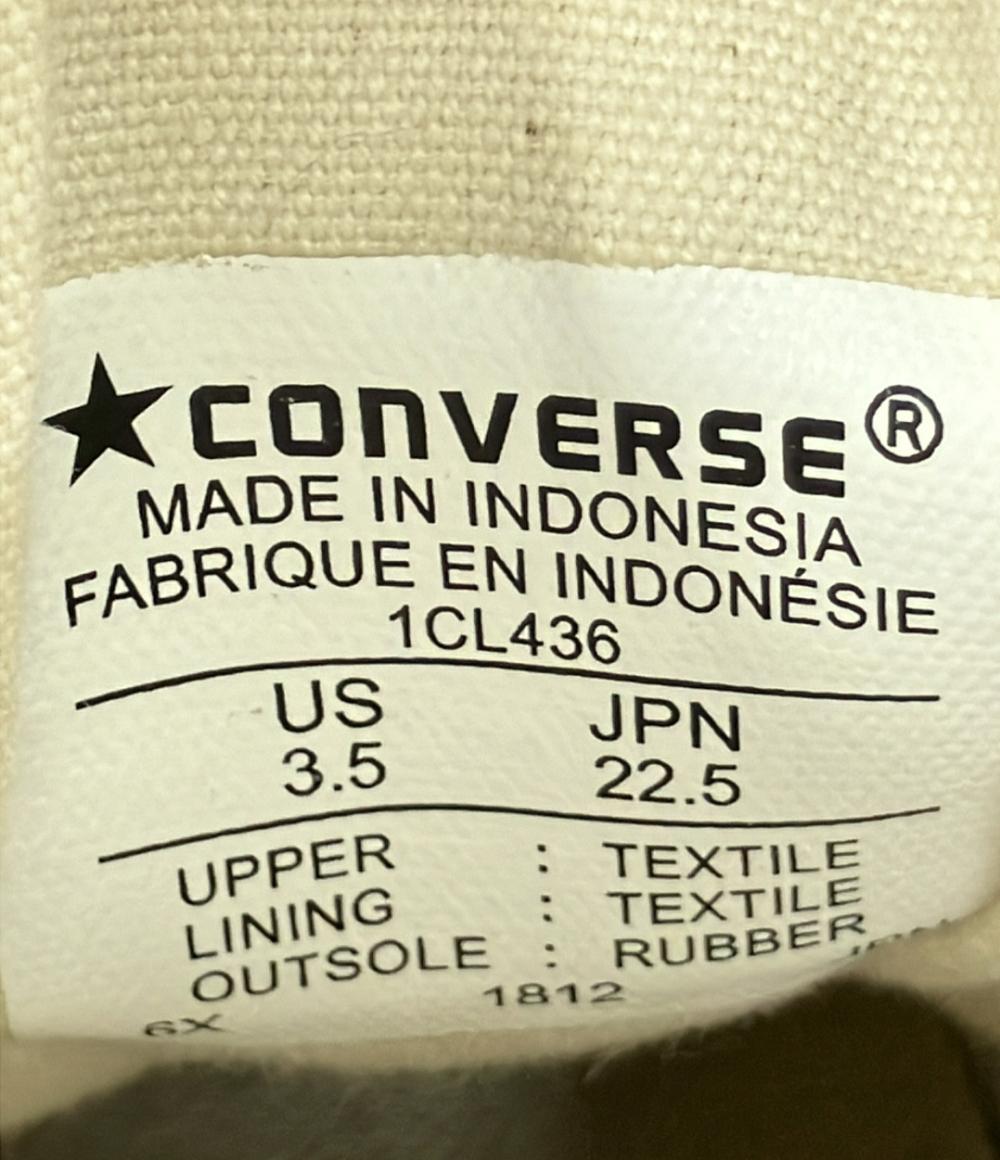 ★CONVERSE®
MADE IN INDONESIA
FABRIQUE EN INDONÉSIE
1CL436
US JPN
3.5 22.5
UPPER : TEXTILE
LINING : TEXTILE
OUTSOLE : RUBBER
1812
6X